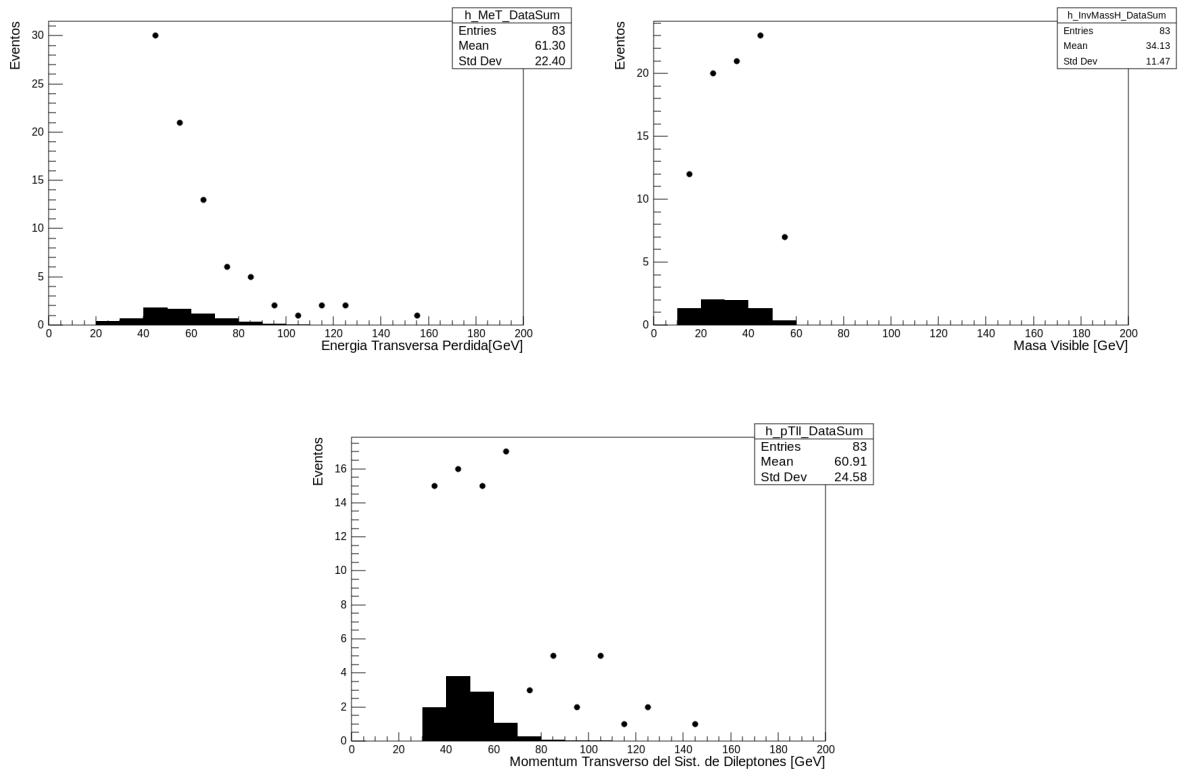 h_MeT_DataSum
Entries 83
Mean 61.30
Std Dev 22.40
Eventos
30
25
20
15
10
5
0
0 20 40 60 80 100 120 140 160 180 200
Energia Transversa Perdida[GeV]
h_InvMassH_DataSum
Entries 83
Mean 34.13
Std Dev 11.47
Eventos
20
15
10
5
0
0 20 40 60 80 100 120 140 160 180 200
Masa Visible [GeV]
h_pTll_DataSum
Entries 83
Mean 60.91
Std Dev 24.58
Eventos
16
14
12
10
8
6
4
2
0
0 20 40 60 80 100 120 140 160 180 200
Momentum Transverso del Sist. de Dileptones [GeV]